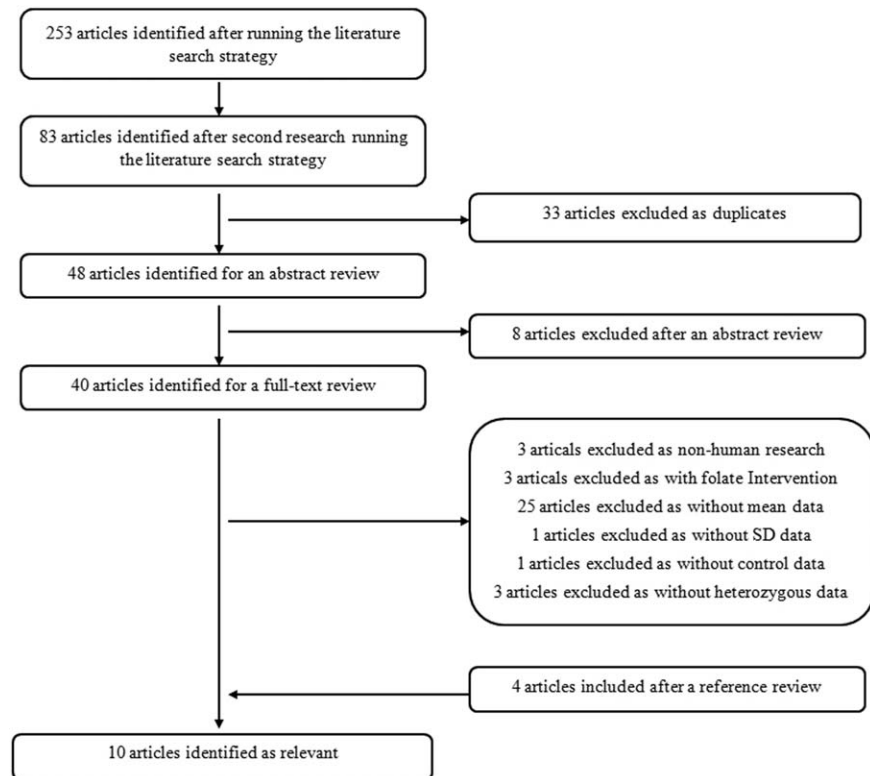 253 articles identified after running the literature
search strategy
83 articles identified after second research running
the literature search strategy
33 articles excluded as duplicates
48 articles identified for an abstract review
8 articles excluded after an abstract review
40 articles identified for a full-text review
3 articals excluded as non-human research
3 articals excluded as with folate Intervention
25 articles excluded as without mean data
1 articles excluded as without SD data
1 articles excluded as without control data
3 articles excluded as without heterozygous data
4 articles included after a reference review
10 articles identified as relevant